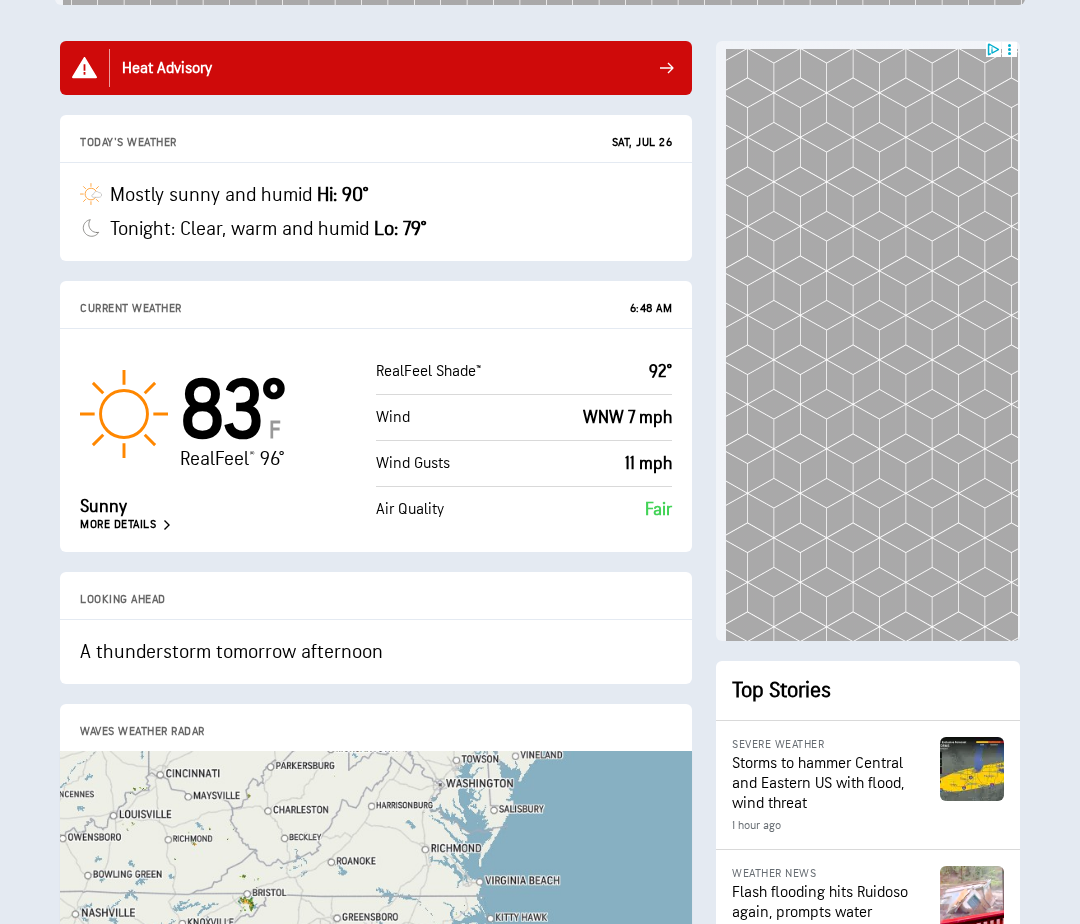 Heat Advisory
TODAY'S WEATHER
SAT, JUL 26
Mostly sunny and humid Hi: 90°
Tonight: Clear, warm and humid Lo: 79°
CURRENT WEATHER
6:48 AM
83°
F
RealFeel® 96°
Sunny
MORE DETAILS
RealFeel Shade™ 92°
Wind WNW 7 mph
Wind Gusts 11 mph
Air Quality Fair
LOOKING AHEAD
A thunderstorm tomorrow afternoon
WAVES WEATHER RADAR
PARKERSBURG
TOWSON
VINELAND
CINCINNATI
WASHINGTON
MAYSVILLE
CHARLESTON
HARRISONBURG
SALISBURY
LOUISVILLE
OWENSBORO
RICHMOND
BECKLEY
RICHMOND
ROANOKE
BOWLING GREEN
VIRGINIA BEACH
BRISTOL
NASHVILLE
KNOXVILLE
GREENSBORO
KITTY HAWK
Top Stories
SEVERE WEATHER
Storms to hammer Central
and Eastern US with flood,
wind threat
1 hour ago
WEATHER NEWS
Flash flooding hits Ruidoso
again, prompts water